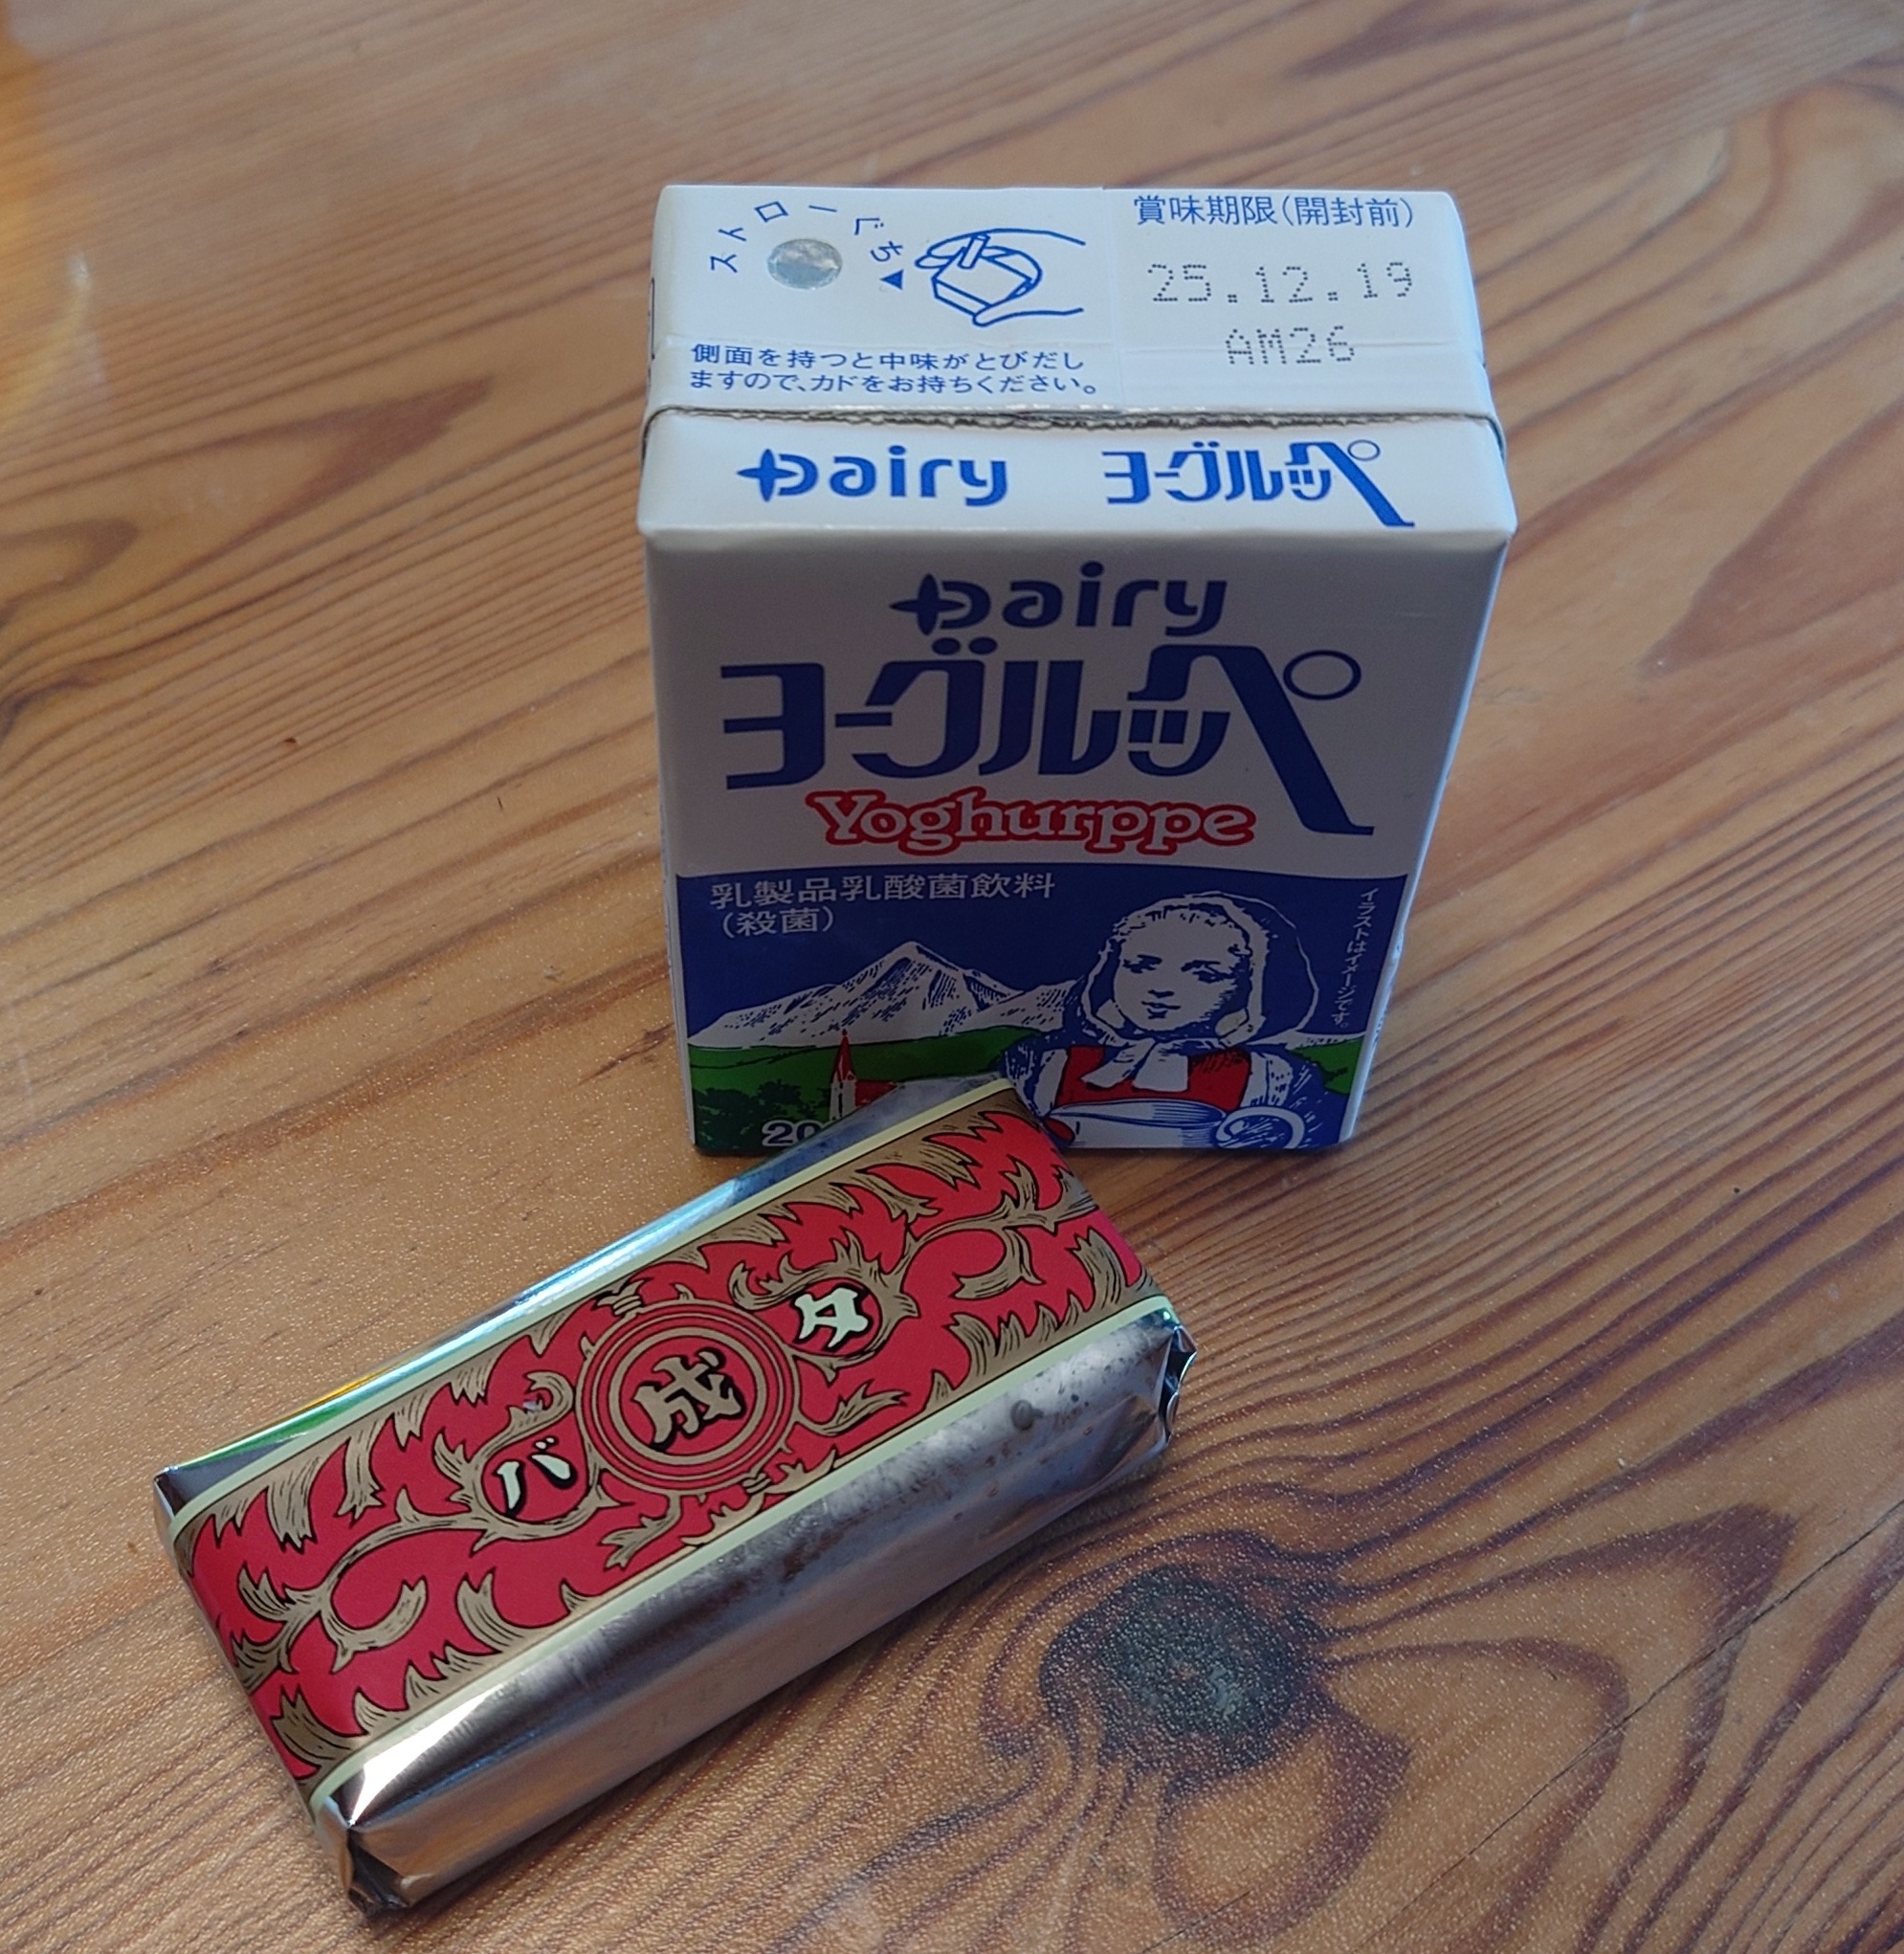 ストローぐち
賞味期限(開封前)
25.12.19
AM26
側面を持つと中味がとびだし
ますので、カドをお持ちください。
Dairy ヨーグルッペ
Dairy
ヨーグルッペ
Yoghurppe
乳製品乳酸菌飲料
(殺菌)
イラストはイメージです。
20
バ成タ